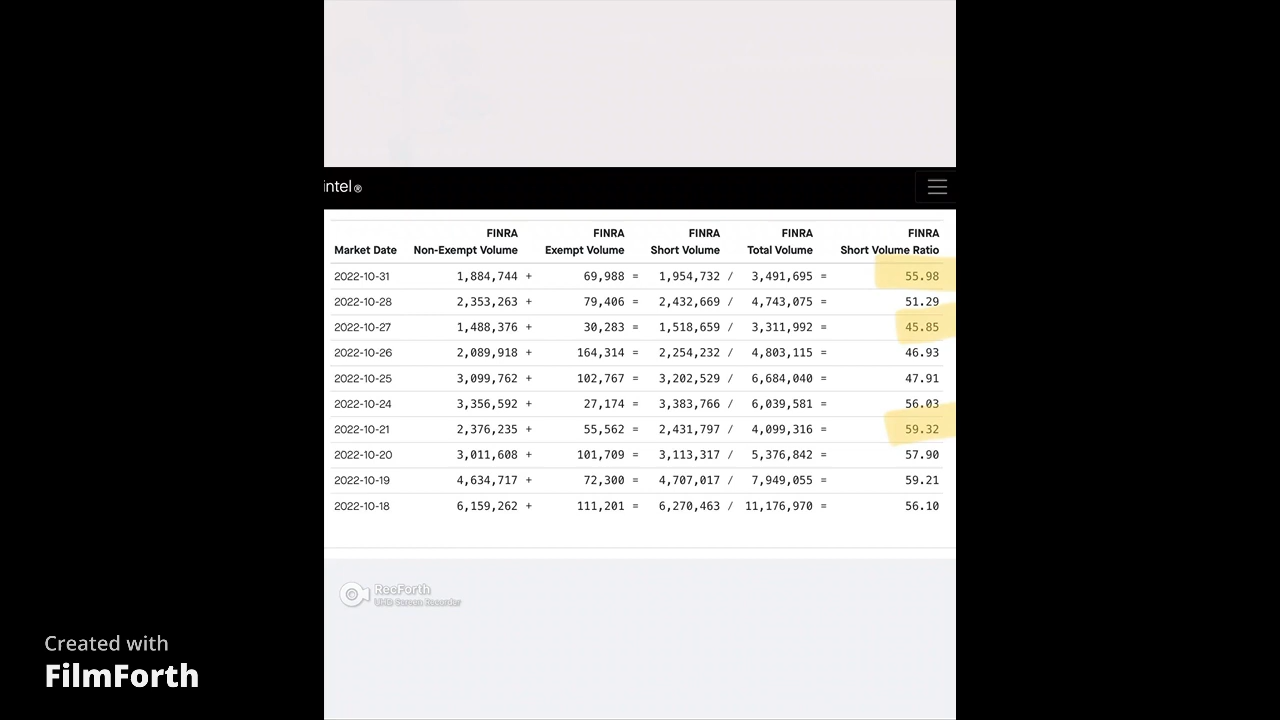 intel®
FINRA FINRA FINRA FINRA FINRA
Market Date Non-Exempt Volume Exempt Volume Short Volume Total Volume Short Volume Ratio
2022-10-31 1,884,744 + 69,988 = 1,954,732 / 3,491,695 = 55.98
2022-10-28 2,353,263 + 79,406 = 2,432,669 / 4,743,075 = 51.29
2022-10-27 1,488,376 + 30,283 = 1,518,659 / 3,311,992 = 45.85
2022-10-26 2,089,918 + 164,314 = 2,254,232 / 4,803,115 = 46.93
2022-10-25 3,099,762 + 102,767 = 3,202,529 / 6,684,040 = 47.91
2022-10-24 3,356,592 + 27,174 = 3,383,766 / 6,039,581 = 56.03
2022-10-21 2,376,235 + 55,562 = 2,431,797 / 4,099,316 = 59.32
2022-10-20 3,011,608 + 101,709 = 3,113,317 / 5,376,842 = 57.90
2022-10-19 4,634,717 + 72,300 = 4,707,017 / 7,949,055 = 59.21
2022-10-18 6,159,262 + 111,201 = 6,270,463 / 11,176,970 = 56.10
RecForth
UHD Screen Recorder
Created with
FilmForth